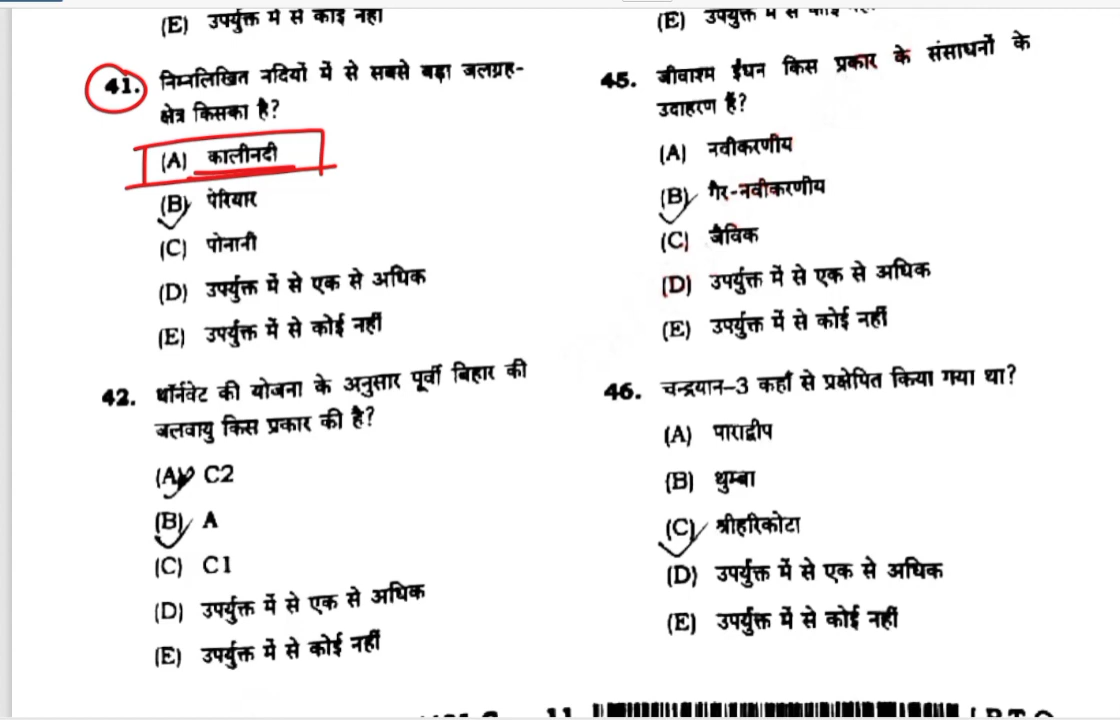 (E) उपर्युक्त में से कोई नहीं
41. निम्नलिखित नदियों में से सबसे बड़ा जलग्रह-
क्षेत्र किसका है?
(A) कालीनदी
(B) पेरियार
(C) पोनानी
(D) उपर्युक्त में से एक से अधिक
(E) उपर्युक्त में से कोई नहीं
42. थॉर्नवेट की योजना के अनुसार पूर्वी बिहार की
जलवायु किस प्रकार की है?
(A) C2
(B) A
(C) C1
(D) उपर्युक्त में से एक से अधिक
(E) उपर्युक्त में से कोई नहीं
(E) उपर्युक्त में से कोई
45. जीवाश्म ईंधन किस प्रकार के संसाधनों के
उदाहरण हैं?
(A) नवीकरणीय
(B) गैर-नवीकरणीय
(C) जैविक
(D) उपर्युक्त में से एक से अधिक
(E) उपर्युक्त में से कोई नहीं
46. चन्द्रयान-3 कहाँ से प्रक्षेपित किया गया था?
(A) पाराद्वीप
(B) थुम्बा
(C) श्रीहरिकोटा
(D) उपर्युक्त में से एक से अधिक
(E) उपर्युक्त में से कोई नहीं
11